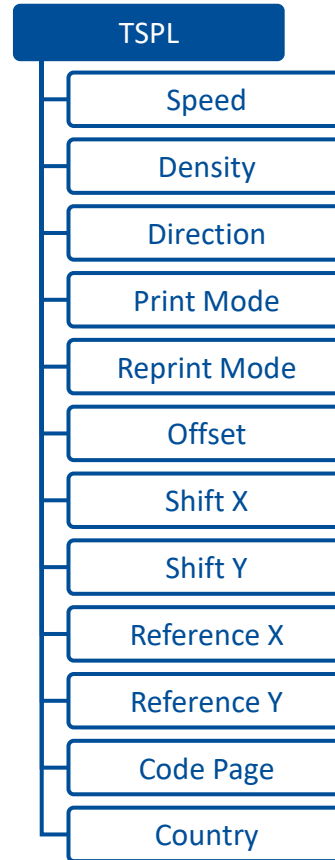 TSPL
Speed
Density
Direction
Print Mode
Reprint Mode
Offset
Shift X
Shift Y
Reference X
Reference Y
Code Page
Country